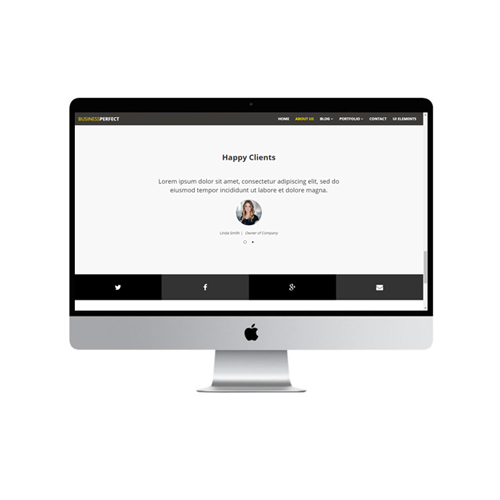 BUSINESSPERFECT HOME ABOUT US BLOG PORTFOLIO CONTACT UI ELEMENTS
Happy Clients
Lorem ipsum dolor sit amet, consectetur adipiscing elit, sed do
eiusmod tempor incididunt ut labore et dolore magna.
Linda Smith | Owner of Company